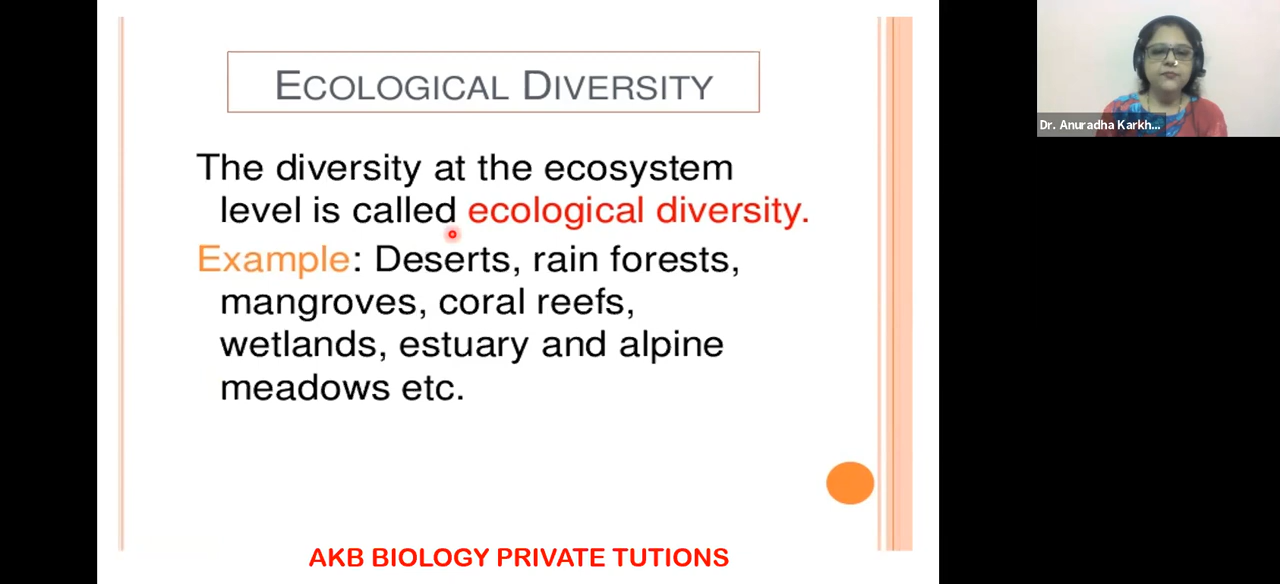 ECOLOGICAL DIVERSITY
The diversity at the ecosystem
level is called ecological diversity.
Example: Deserts, rain forests,
mangroves, coral reefs,
wetlands, estuary and alpine
meadows etc.
AKB BIOLOGY PRIVATE TUTIONS
Dr. Anuradha Karkh...